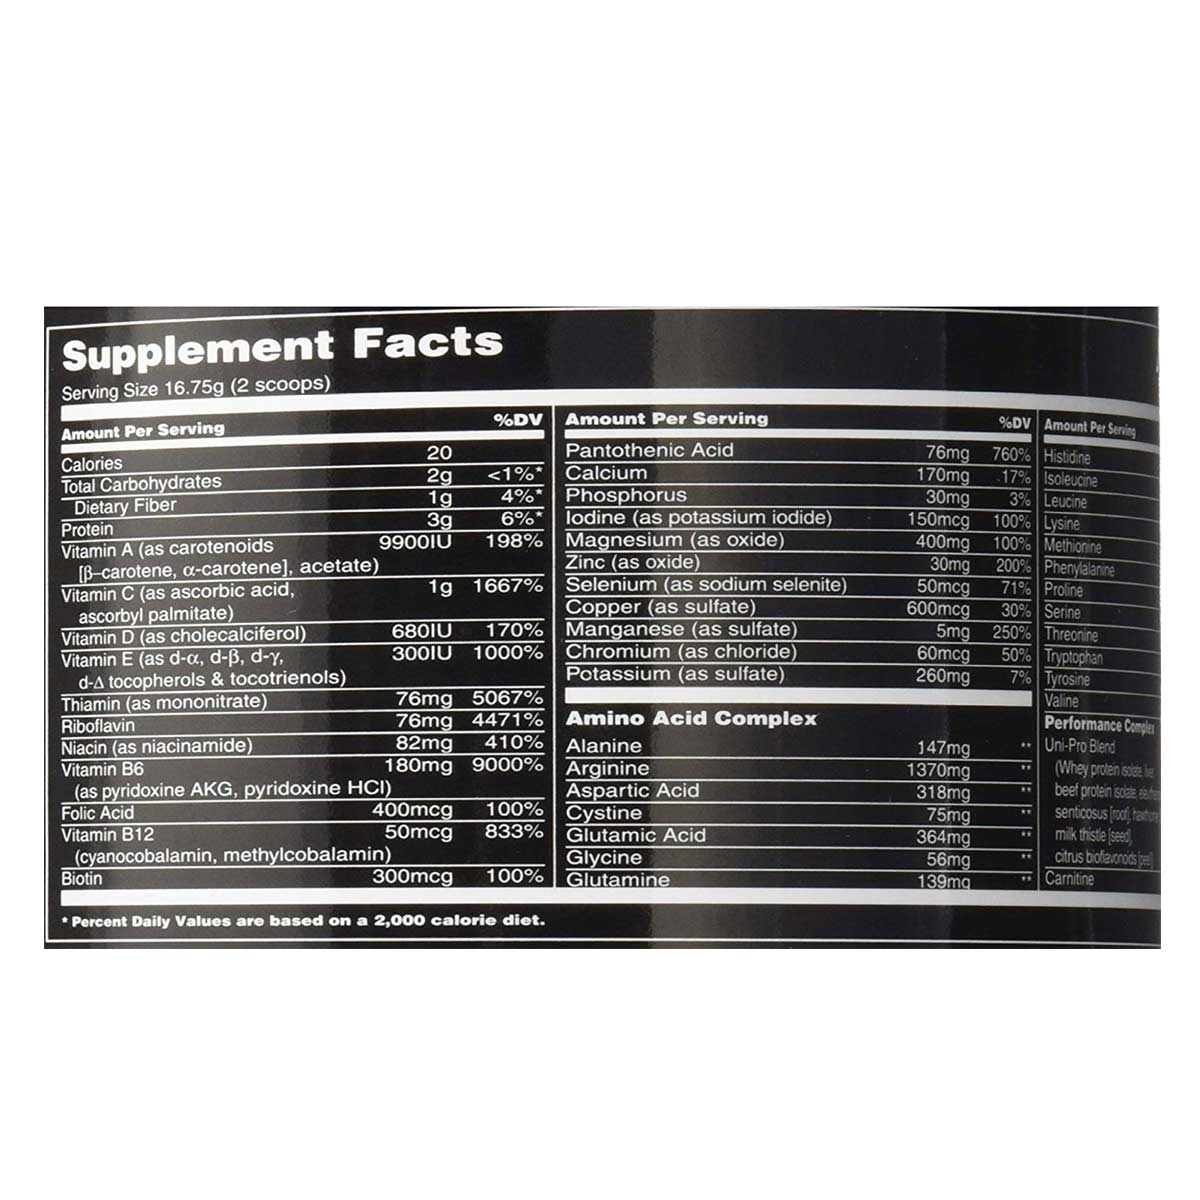 Supplement Facts
Serving Size 16.75g (2 scoops)
Amount Per Serving %DV
Calories 20
Total Carbohydrates 2g <1%*
Dietary Fiber 1g 4%*
Protein 3g 6%*
Vitamin A (as carotenoids 9900IU 198%
[β–carotene, α-carotene], acetate)
Vitamin C (as ascorbic acid, 1g 1667%
ascorbyl palmitate)
Vitamin D (as cholecalciferol) 680IU 170%
Vitamin E (as d-α, d-β, d-γ, 300IU 1000%
d-Δ tocopherols & tocotrienols)
Thiamin (as mononitrate) 76mg 5067%
Riboflavin 76mg 4471%
Niacin (as niacinamide) 82mg 410%
Vitamin B6 180mg 9000%
(as pyridoxine AKG, pyridoxine HCl)
Folic Acid 400mcg 100%
Vitamin B12 50mcg 833%
(cyanocobalamin, methylcobalamin)
Biotin 300mcg 100%
* Percent Daily Values are based on a 2,000 calorie diet.
Amount Per Serving %DV
Pantothenic Acid 76mg 760%
Calcium 170mg 17%
Phosphorus 30mg 3%
Iodine (as potassium iodide) 150mcg 100%
Magnesium (as oxide) 400mg 100%
Zinc (as oxide) 30mg 200%
Selenium (as sodium selenite) 50mcg 71%
Copper (as sulfate) 600mcg 30%
Manganese (as sulfate) 5mg 250%
Chromium (as chloride) 60mcg 50%
Potassium (as sulfate) 260mg 7%
Amino Acid Complex
Alanine 147mg **
Arginine 1370mg **
Aspartic Acid 318mg **
Cystine 75mg **
Glutamic Acid 364mg **
Glycine 56mg **
Glutamine 139mg **
Amount Per Serving
Histidine
Isoleucine
Leucine
Lysine
Methionine
Phenylalanine
Proline
Serine
Threonine
Tryptophan
Tyrosine
Valine
Performance Complex
Uni-Pro Blend
(Whey protein isolate,
beef protein isolate,
senticosus [root],
milk thistle [seed],
citrus bioflavonoids [peel]
Carnitine